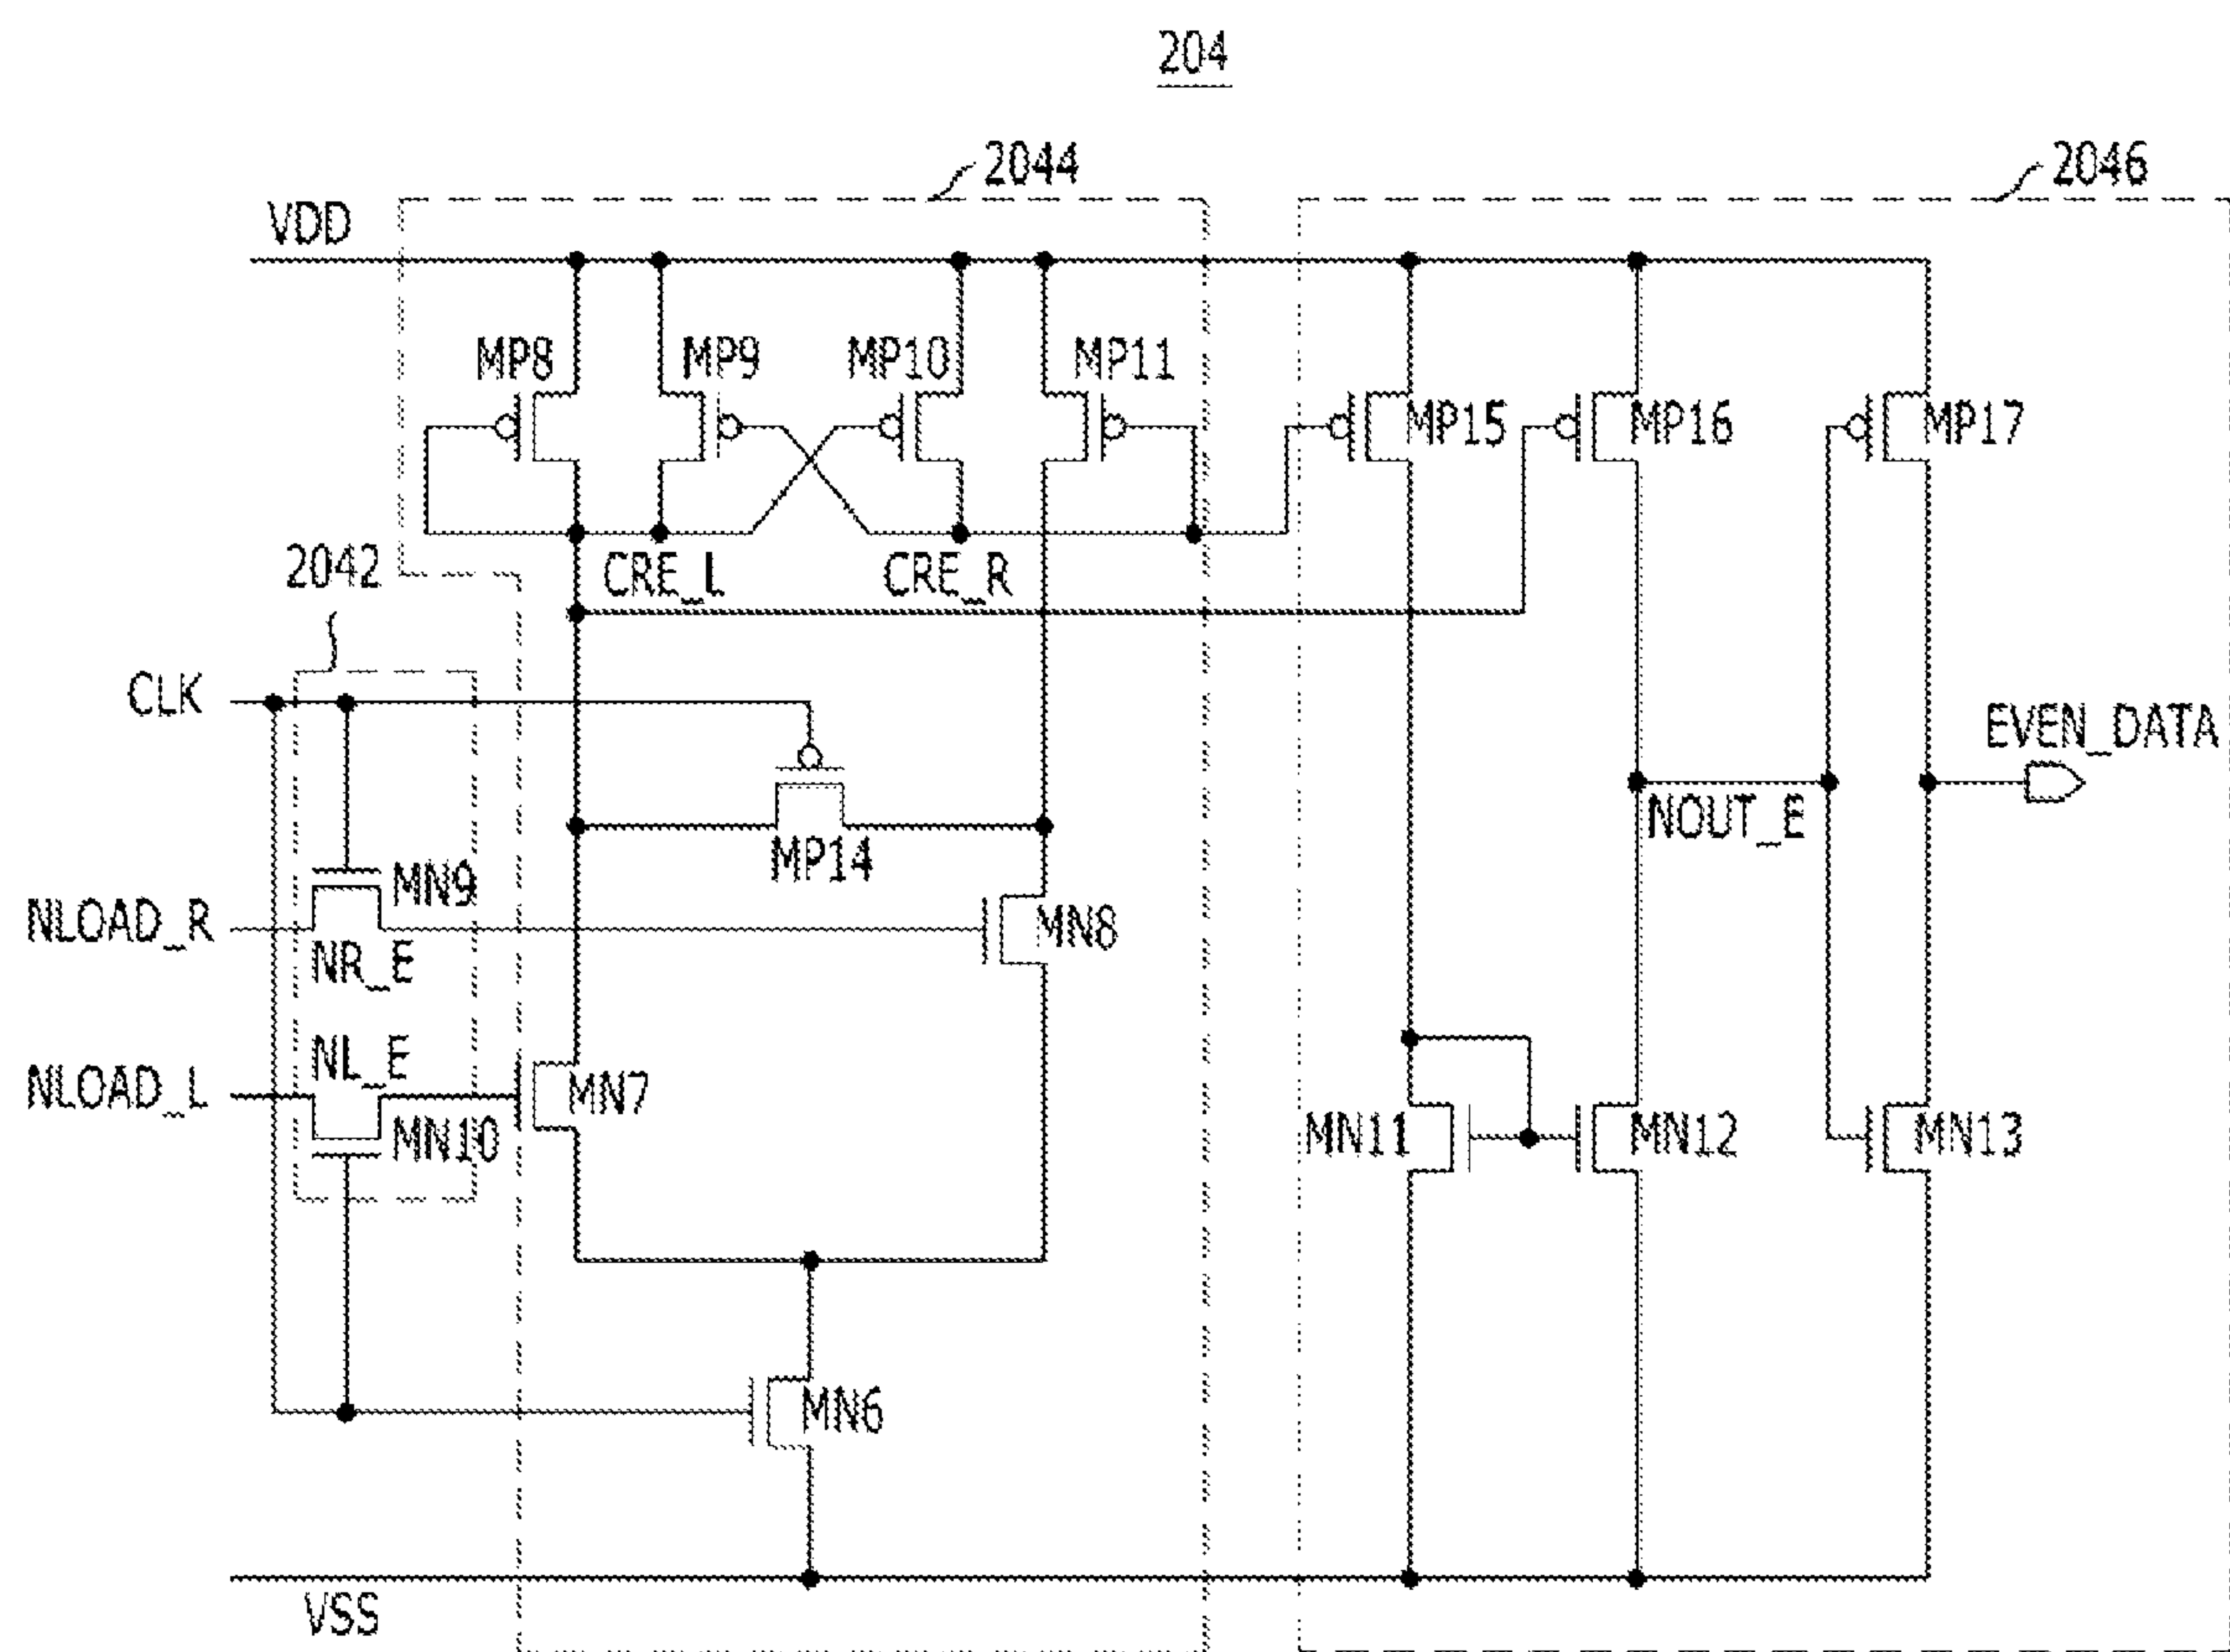 204
2044
2046
VDD
MP8
MP9
MP10
MP11
MP15
MP16
MP17
2042
CRE_L
CRE_R
CLK
EVEN_DATA
NOUT_E
MP14
MN9
NLOAD_R
MN8
NR_E
NL_E
NLOAD_L
MN7
MN10
MN11
MN12
MN13
MN6
VSS